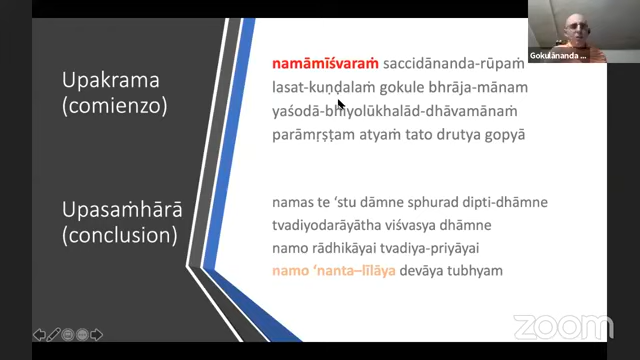 Upakrama
(comienzo)
namāmīśvaraṁ saccidānanda-rūpaṁ
lasat-kuṇḍalaṁ gokule bhrāja-mānam
yaśodā-bhiyolūkhalād-dhāvamānaṁ
parāmṛṣṭam atyaṁ tato drutya gopyā
Upasaṁhārā
(conclusion)
namas te ‘stu dāmne sphurad dipti-dhāmne
tvadiyodarāyātha viśvasya dhāmne
namo rādhikāyai tvadiya-priyāyai
namo ‘nanta–līlāya devāya tubhyam
Gokulānanda ...
zoom